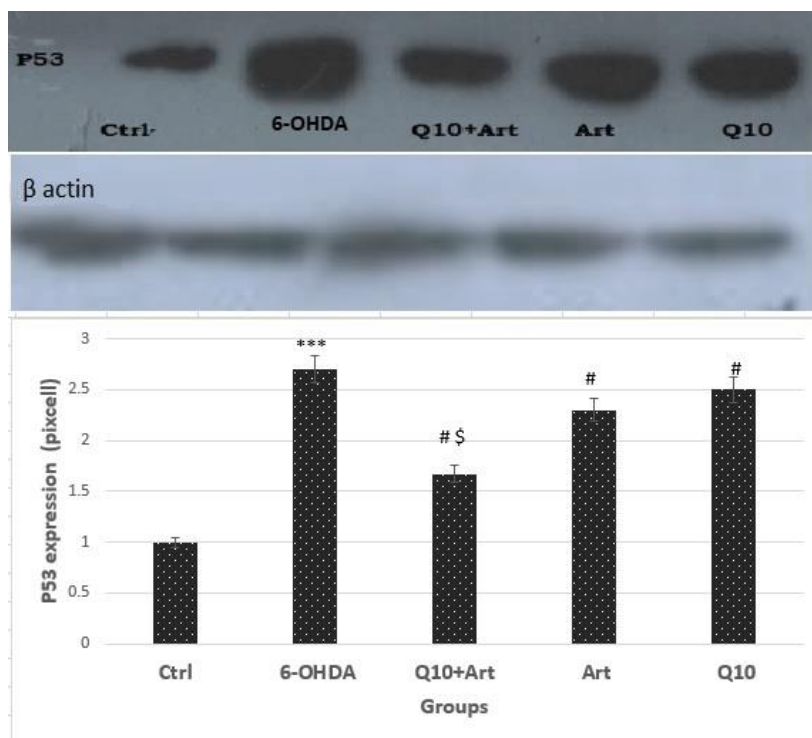 P53
Ctrl 6-OHDA Q10+Art Art Q10
β actin
P53 expression (pixcell)
3
2.5
2
1.5
1
0.5
0
***
# $
#
#
Ctrl 6-OHDA Q10+Art Art Q10
Groups